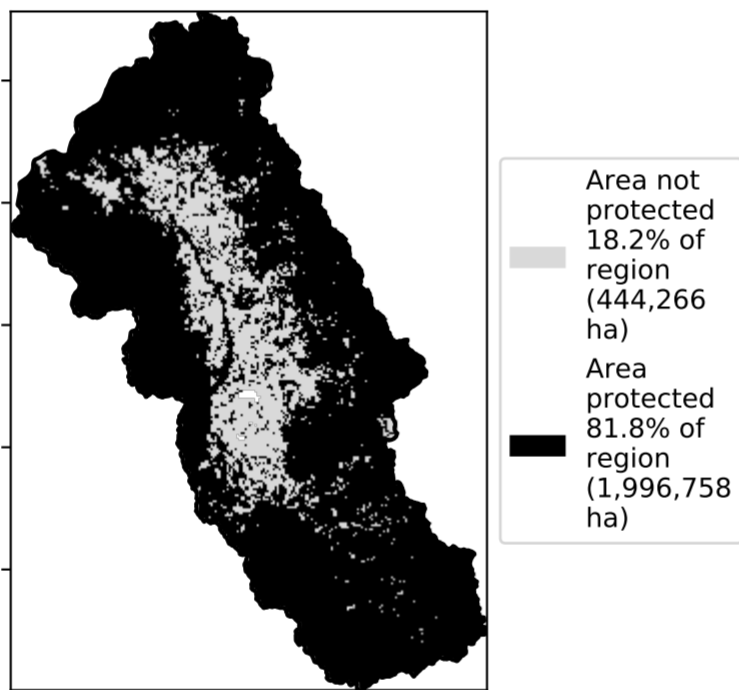 Area not
protected
18.2% of
region
(444,266
ha)
Area
protected
81.8% of
region
(1,996,758
ha)